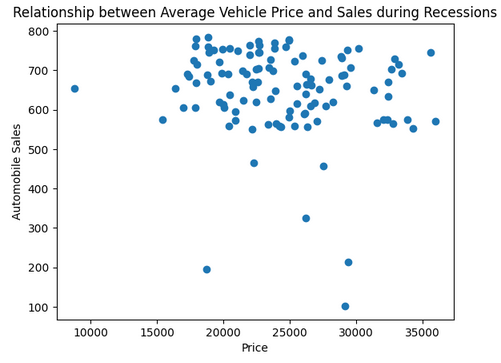 Relationship between Average Vehicle Price and Sales during Recessions
800
700
600
500
400
300
200
100
Automobile Sales
10000 15000 20000 25000 30000 35000
Price